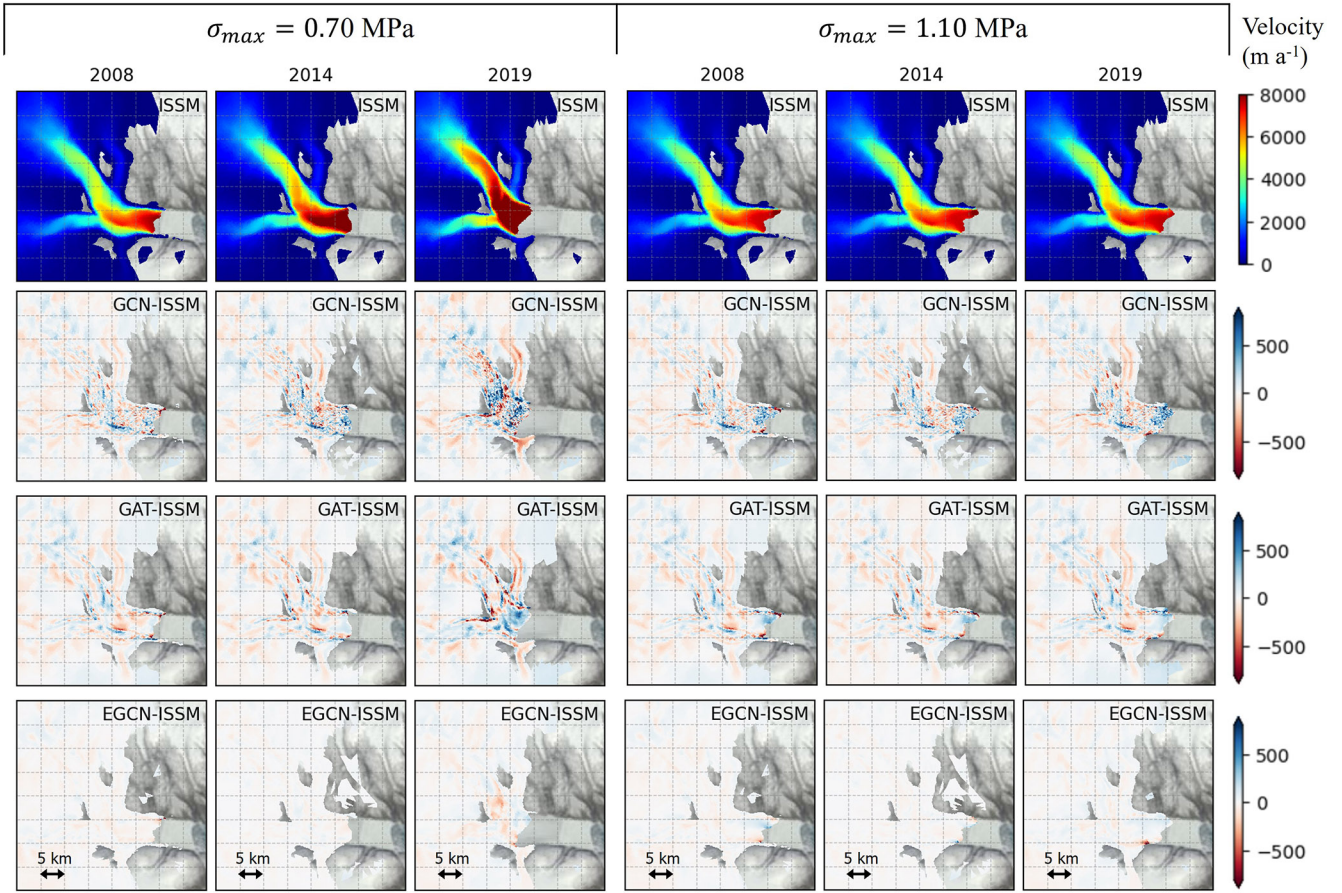 σmax = 0.70 MPa
σmax = 1.10 MPa
Velocity
(m a-1)
2008
2014
2019
2008
2014
2019
ISSM
ISSM
ISSM
ISSM
ISSM
ISSM
8000
6000
4000
2000
0
GCN-ISSM
GCN-ISSM
GCN-ISSM
GCN-ISSM
GCN-ISSM
GCN-ISSM
500
0
−500
GAT-ISSM
GAT-ISSM
GAT-ISSM
GAT-ISSM
GAT-ISSM
GAT-ISSM
500
0
−500
EGCN-ISSM
EGCN-ISSM
EGCN-ISSM
EGCN-ISSM
EGCN-ISSM
EGCN-ISSM
500
0
−500
5 km
5 km
5 km
5 km
5 km
5 km